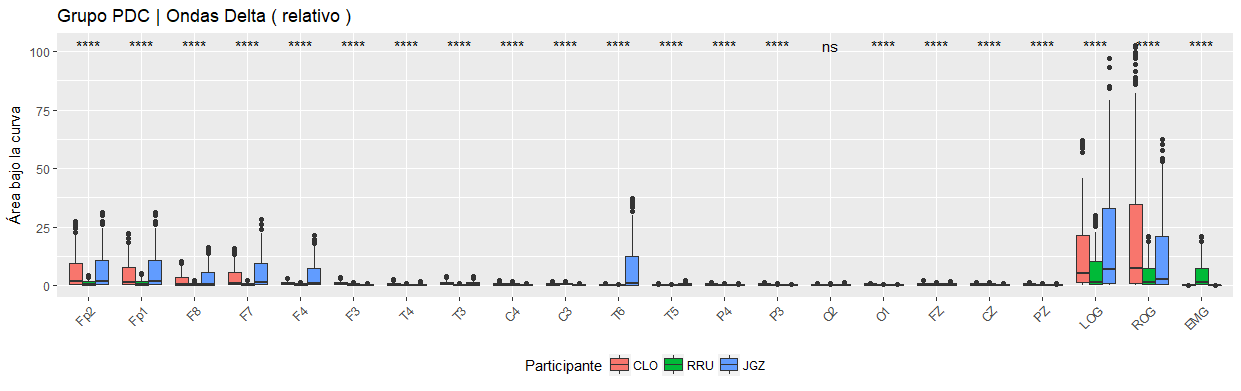 Grupo PDC | Ondas Delta ( relativo )
**** **** **** **** **** **** **** **** **** **** **** **** **** **** ns **** **** **** **** **** **** ****
100
75
50
25
0
Área bajo la curva
Fp2 Fp1 F8 F7 F4 F3 T4 T3 C4 C3 T6 T5 P4 P3 O2 O1 FZ CZ PZ LOG ROG EMG
Participante CLO RRU JGZ